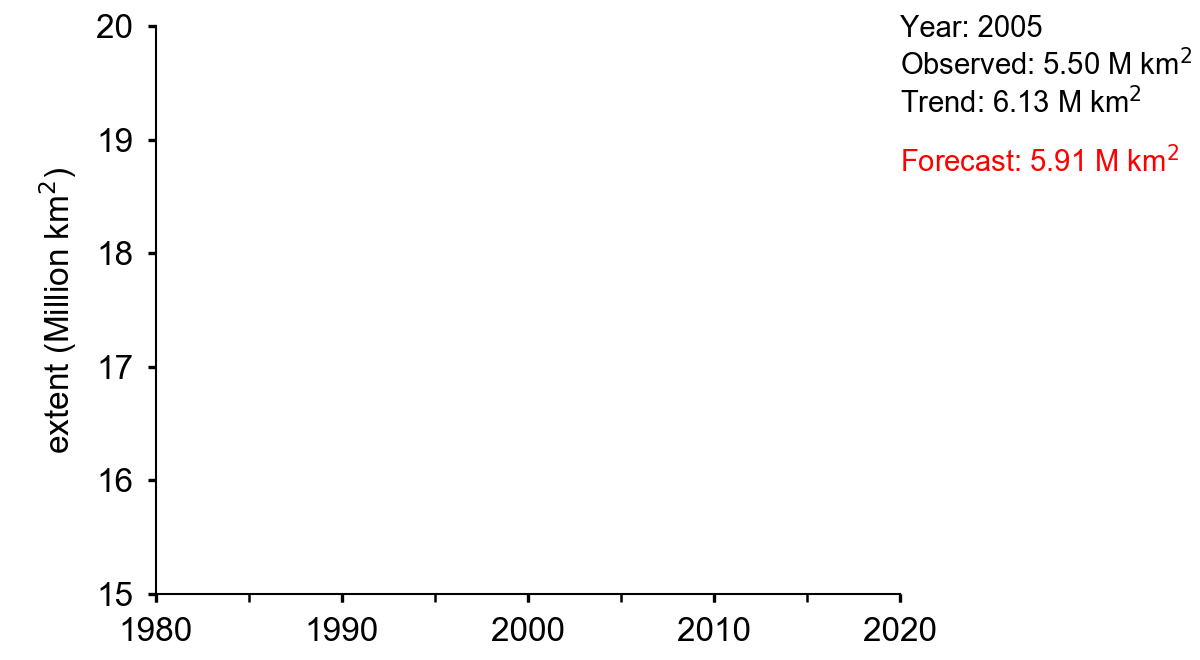 Year: 2005
Observed: 5.50 M km²
Trend: 6.13 M km²
Forecast: 5.91 M km²
extent (Million km²)
20
19
18
17
16
15
1980 1990 2000 2010 2020